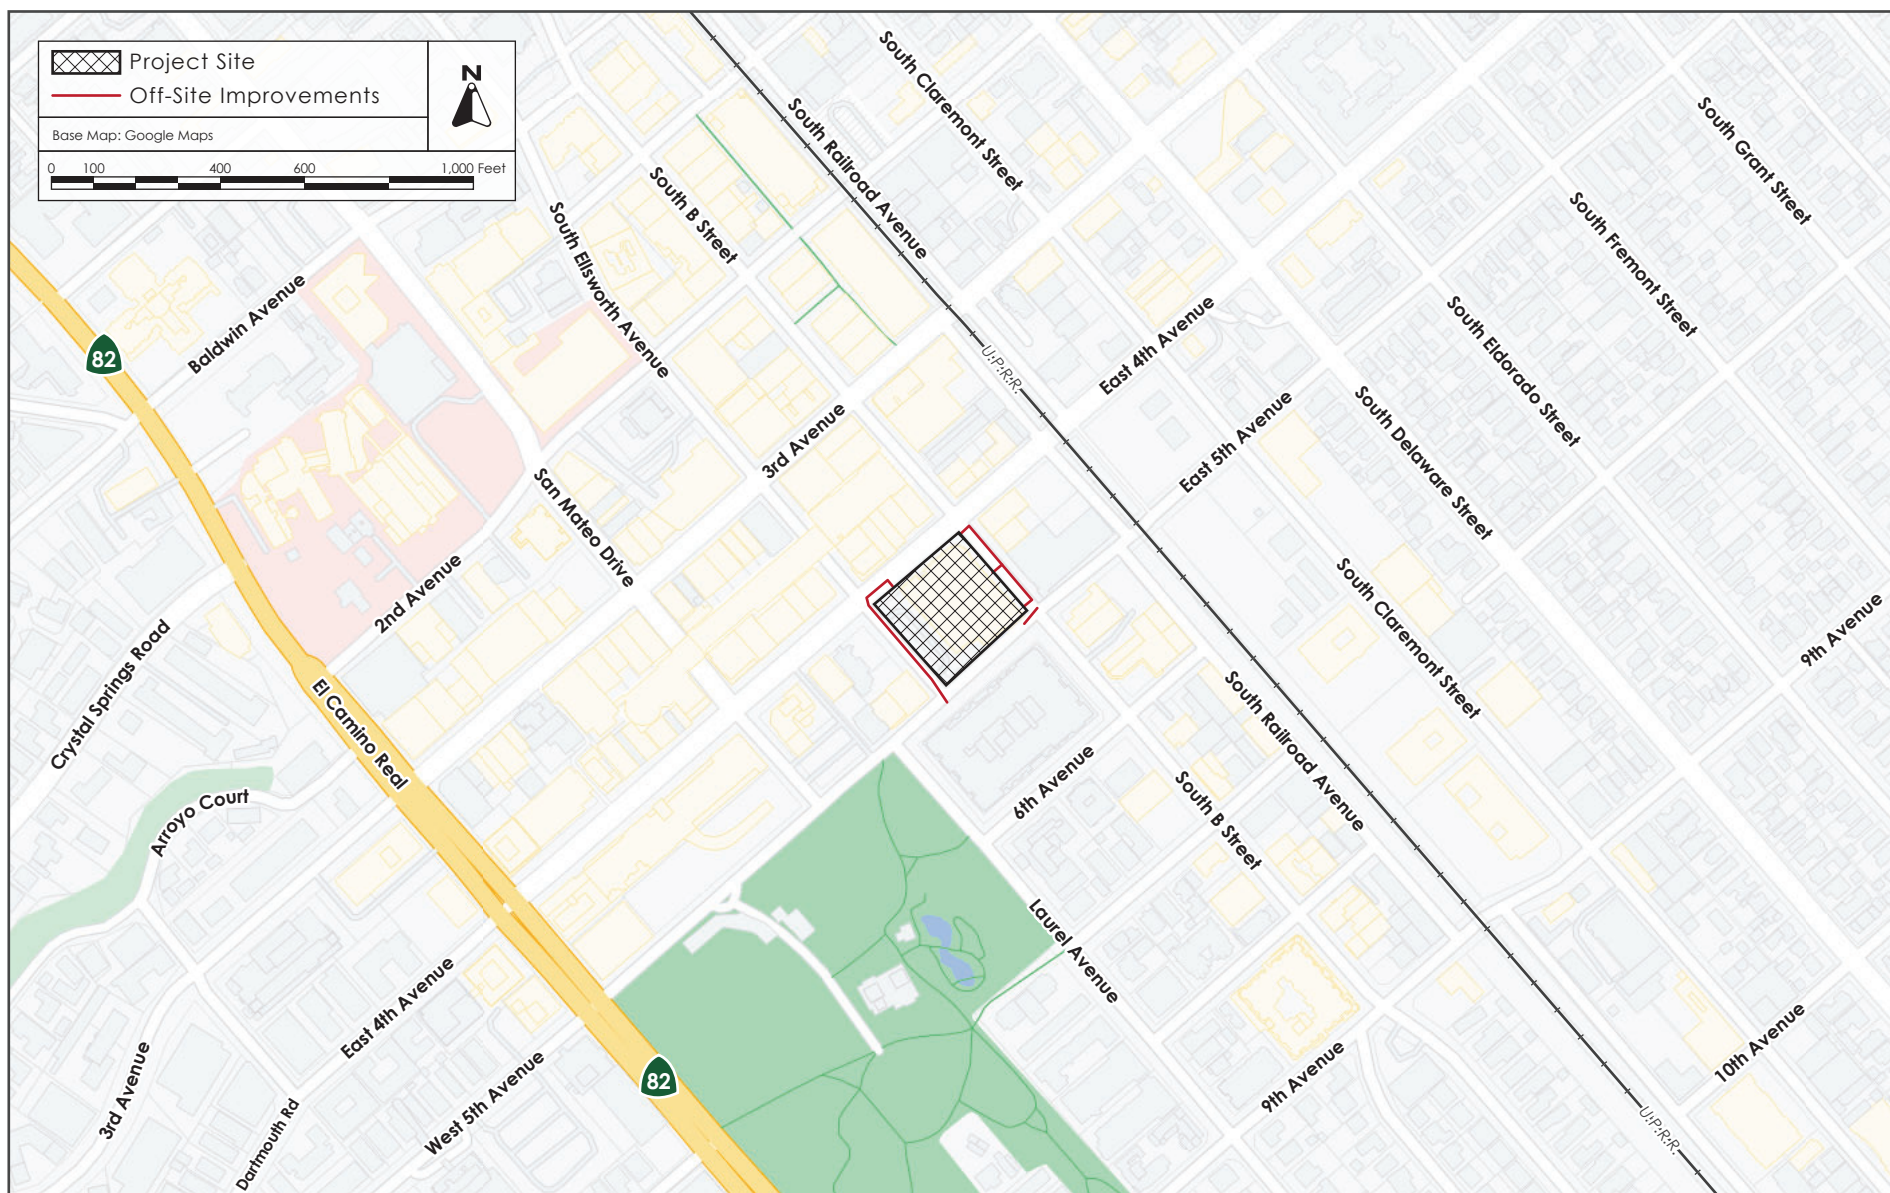 Project Site
Off-Site Improvements
N
Base Map: Google Maps
0 100 400 600 1,000 Feet
South Claremont Street
South Railroad Avenue
South Grant Street
South B Street
South Ellsworth Avenue
South Fremont Street
Baldwin Avenue
82
East 4th Avenue
South Eldorado Street
U.P.R.R.
3rd Avenue
East 5th Avenue
South Delaware Street
San Mateo Drive
2nd Avenue
South Claremont Street
9th Avenue
Crystal Springs Road
El Camino Real
South Railroad Avenue
Arroyo Court
6th Avenue
South B Street
Laurel Avenue
East 4th Avenue
3rd Avenue
Dartmouth Rd
West 5th Avenue
82
9th Avenue
10th Avenue
U.P.R.R.